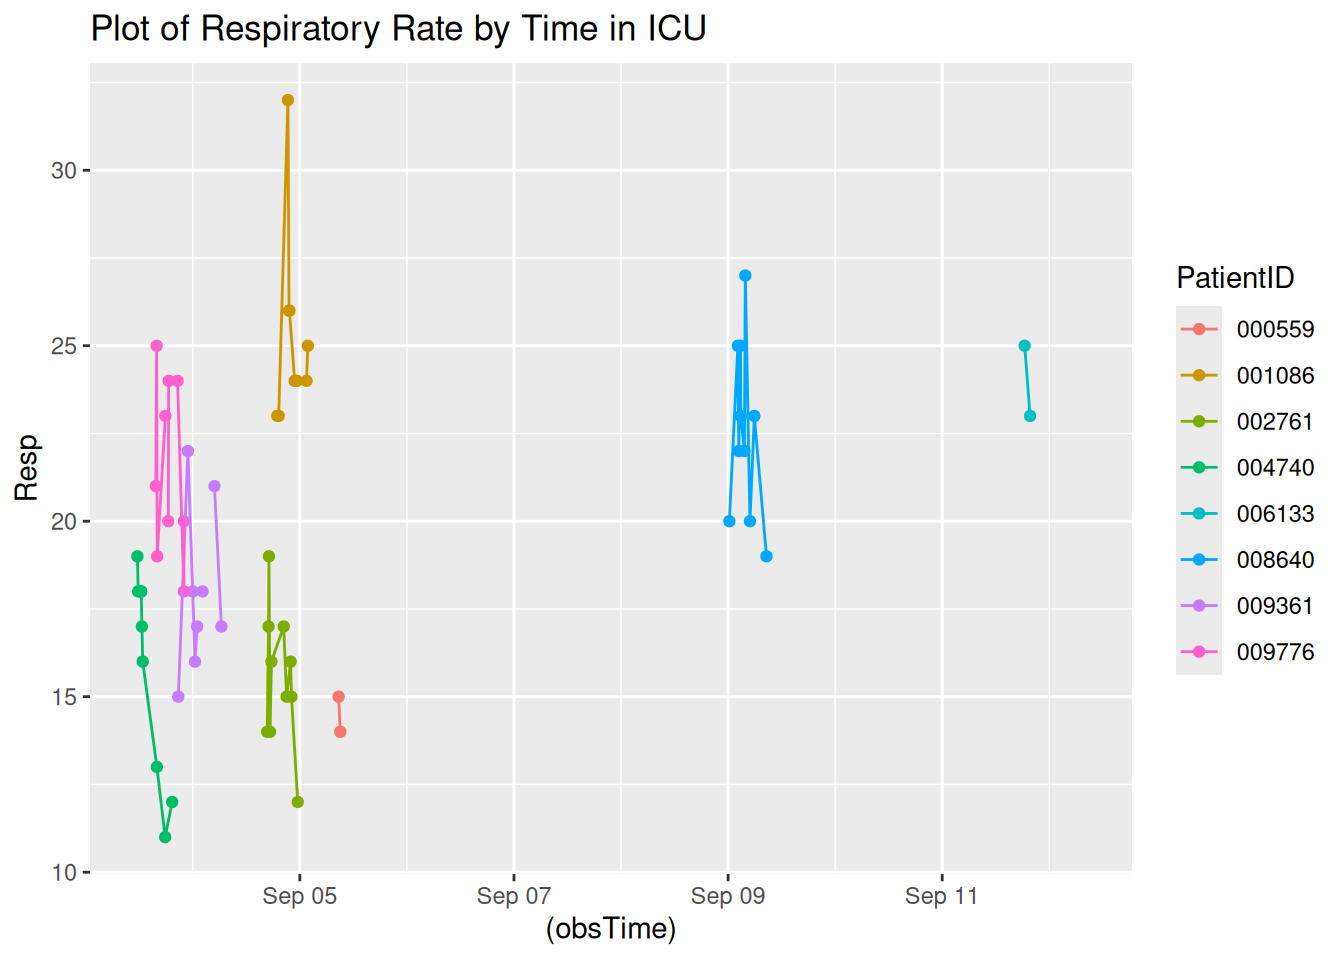 Plot of Respiratory Rate by Time in ICU
Resp
30
25
20
15
10
Sep 05 Sep 07 Sep 09 Sep 11
(obsTime)
PatientID
000559
001086
002761
004740
006133
008640
009361
009776